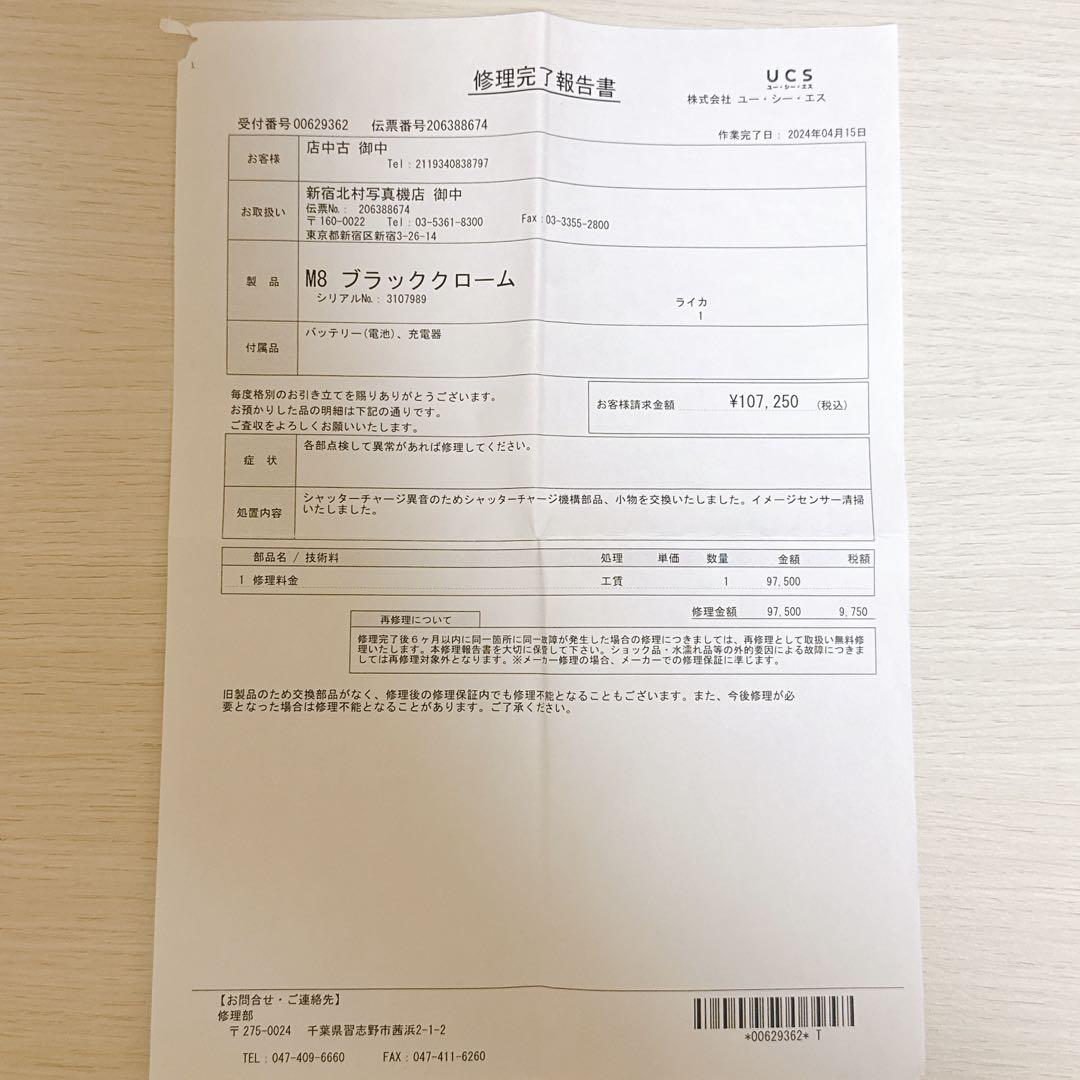 修理完了報告書
UCS
ユー・シー・エス
株式会社 ユー・シー・エス
受付番号00629362 伝票番号206388674
作業完了日： 2024年04月15日
お客様
店中古 御中
Tel：2119340838797
お取扱い
新宿北村写真機店 御中
伝票No.： 206388674
〒160-0022 Tel：03-5361-8300 Fax：03-3355-2800
東京都新宿区新宿3-26-14
製 品
M8 ブラッククローム
シリアルNo.： 3107989
ライカ
1
付属品
バッテリー(電池)、充電器
毎度格別のお引き立てを賜りありがとうございます。
お預かりした品の明細は下記の通りです。
ご査収をよろしくお願いいたします。
お客様請求金額 ¥107,250 (税込)
症 状
各部点検して異常があれば修理してください。
処置内容
シャッターチャージ異音のためシャッターチャージ機構部品、小物を交換いたしました。イメージセンサー清掃
いたしました。
部品名 / 技術料 処理 単価 数量 金額 税額
1 修理料金 工賃 1 97,500
修理金額 97,500 9,750
再修理について
修理完了後６ヶ月以内に同一箇所に同一故障が発生した場合の修理につきましては、再修理として取扱い無料修
理いたします。本修理報告書を大切に保管して下さい。ショック品・水濡れ品等の外的要因による故障につきま
しては再修理対象外となります。※メーカー修理の場合、メーカーでの修理保証に準じます。
旧製品のため交換部品がなく、修理後の修理保証内でも修理不能となることもございます。また、今後修理が必
要となった場合は修理不能となることがあります。ご了承ください。
【お問合せ・ご連絡先】
修理部
〒275-0024 千葉県習志野市茜浜2-1-2
TEL：047-409-6660 FAX：047-411-6260
*00629362* T